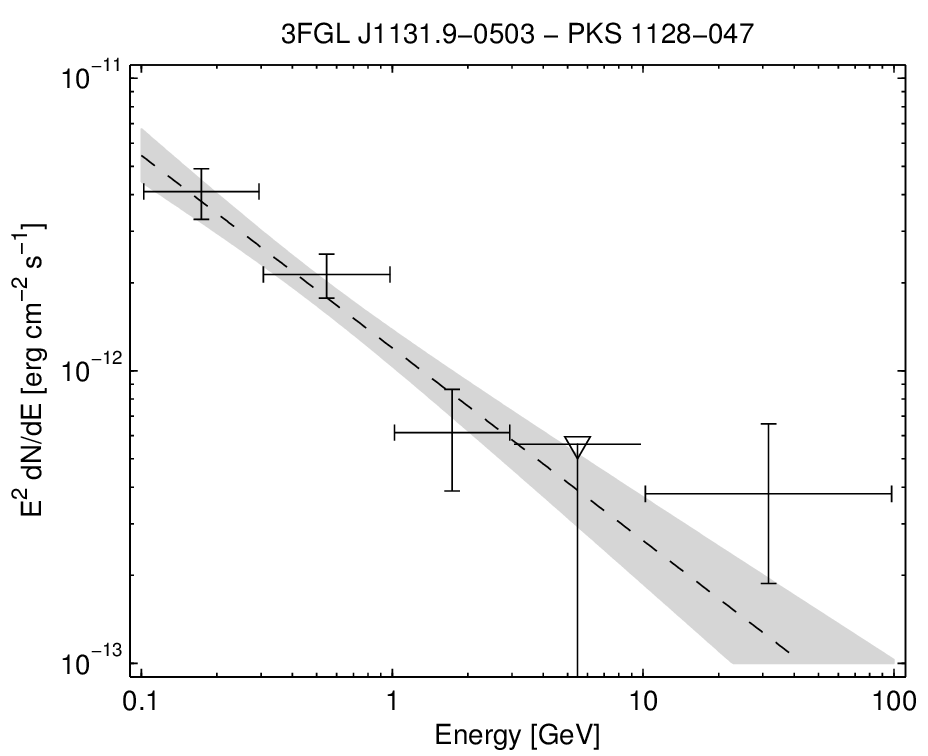 3FGL J1131.9−0503 − PKS 1128−047
10⁻¹¹
10⁻¹²
10⁻¹³
E² dN/dE [erg cm⁻² s⁻¹]
0.1 1 10 100
Energy [GeV]